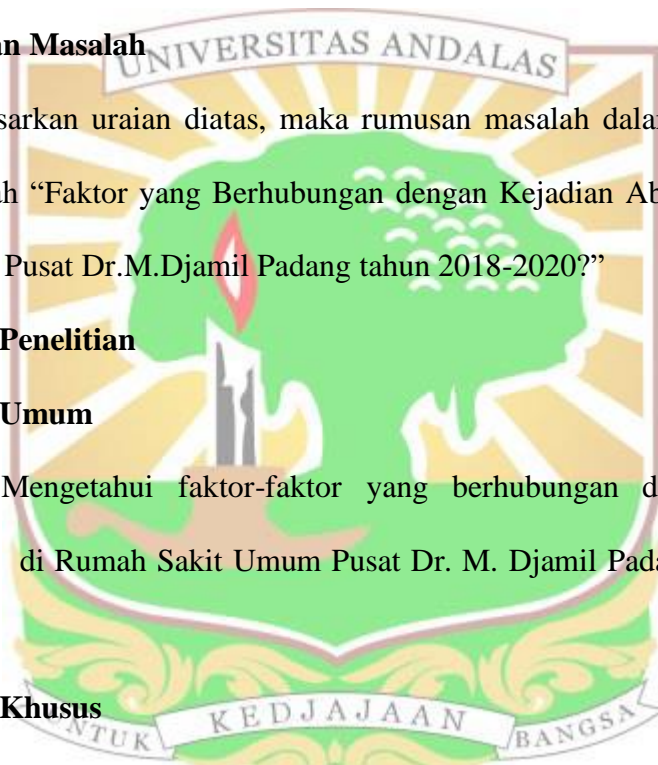 an Masalah
UNIVERSITAS ANDALAS
sarkan uraian diatas, maka rumusan masalah dalam
ah “Faktor yang Berhubungan dengan Kejadian Ab
Pusat Dr.M.Djamil Padang tahun 2018-2020?”
Penelitian
Umum
Mengetahui faktor-faktor yang berhubungan d
di Rumah Sakit Umum Pusat Dr. M. Djamil Pada
Khusus
NTUK KEDJAJAAN BANGSA